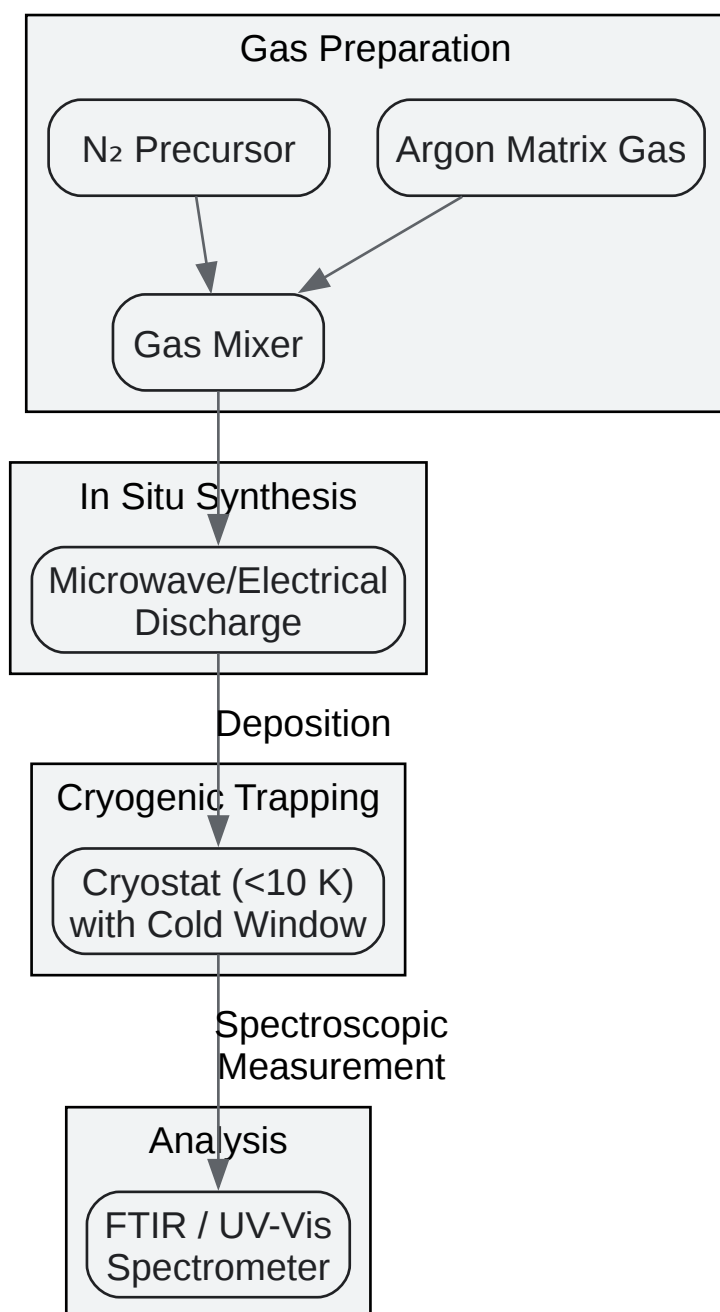 Gas Preparation
N₂ Precursor
Argon Matrix Gas
Gas Mixer
In Situ Synthesis
Microwave/Electrical
Discharge
Deposition
Cryogenic Trapping
Cryostat (<10 K)
with Cold Window
Spectroscopic
Measurement
Analysis
FTIR / UV-Vis
Spectrometer